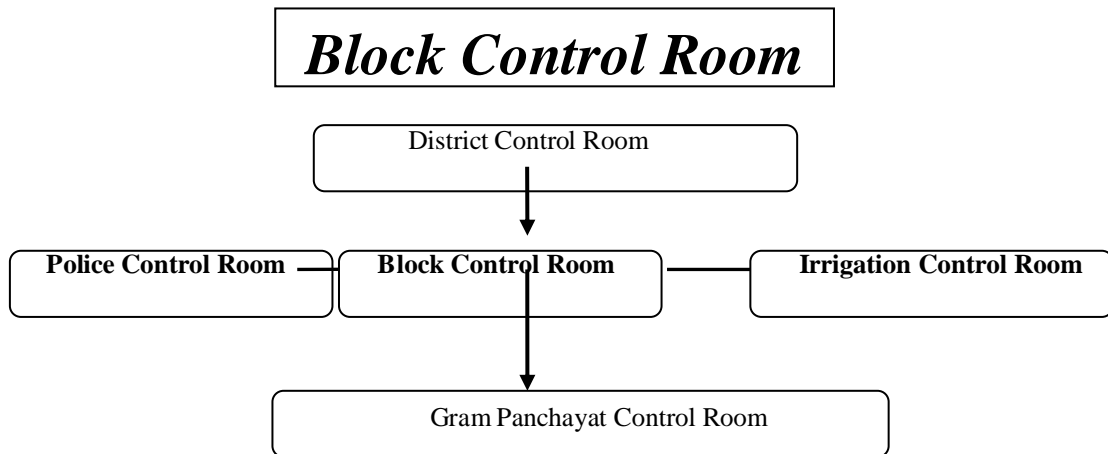 Block Control Room
District Control Room
Police Control Room Block Control Room Irrigation Control Room
Gram Panchayat Control Room